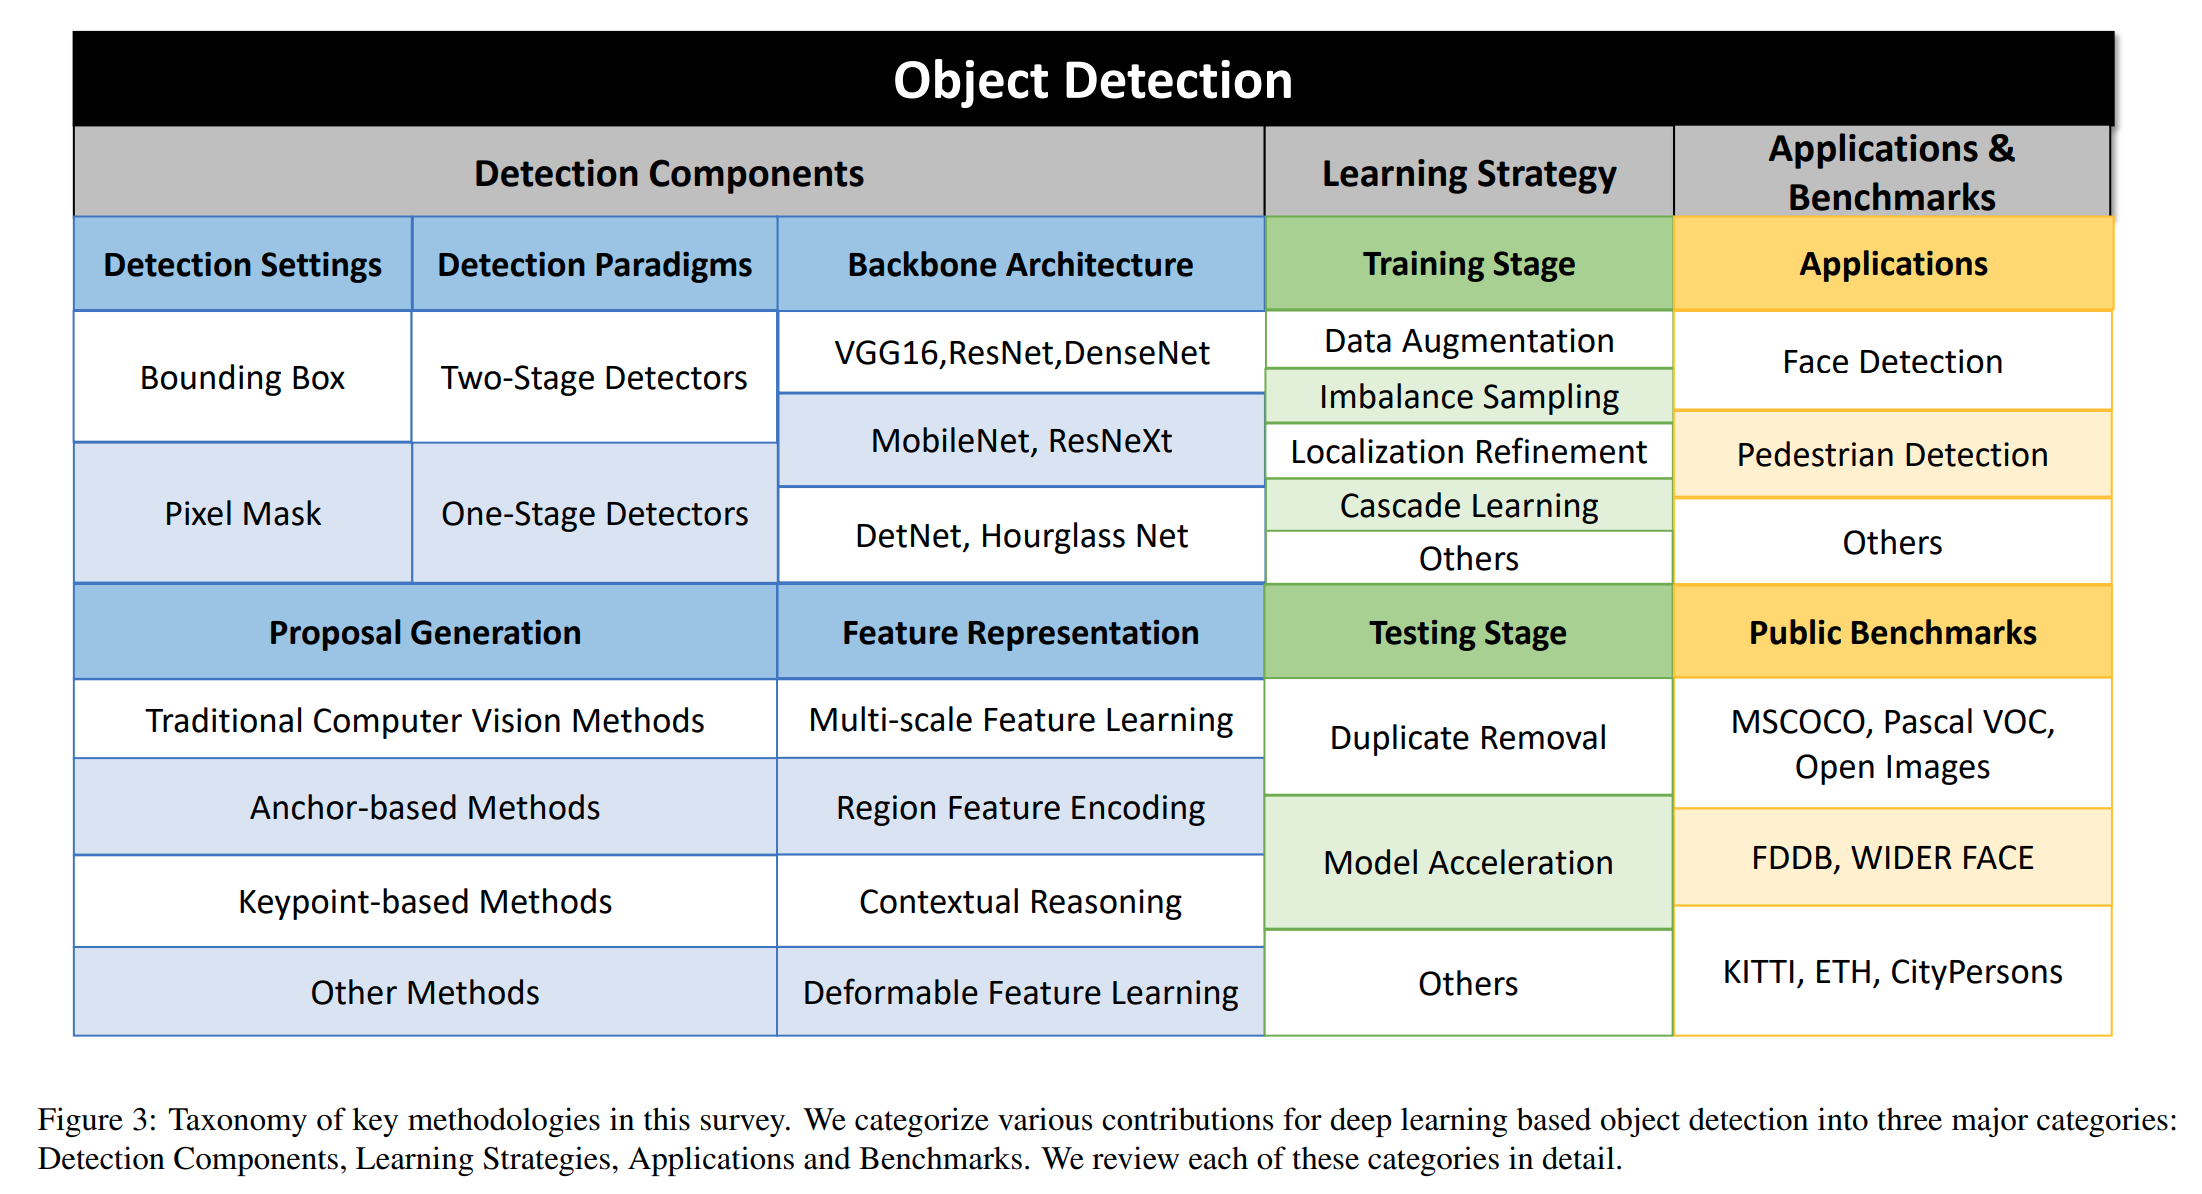 Object Detection
Detection Components
Learning Strategy
Applications &
Benchmarks
Detection Settings
Detection Paradigms
Backbone Architecture
Training Stage
Applications
Bounding Box
Two-Stage Detectors
VGG16,ResNet,DenseNet
Data Augmentation
Face Detection
Imbalance Sampling
MobileNet, ResNeXt
Localization Refinement
Pedestrian Detection
Pixel Mask
One-Stage Detectors
DetNet, Hourglass Net
Cascade Learning
Others
Others
Proposal Generation
Feature Representation
Testing Stage
Public Benchmarks
Traditional Computer Vision Methods
Multi-scale Feature Learning
Duplicate Removal
MSCOCO, Pascal VOC,
Open Images
Anchor-based Methods
Region Feature Encoding
Model Acceleration
FDDB, WIDER FACE
Keypoint-based Methods
Contextual Reasoning
Others
KITTI, ETH, CityPersons
Other Methods
Deformable Feature Learning
Figure 3: Taxonomy of key methodologies in this survey. We categorize various contributions for deep learning based object detection into three major categories:
Detection Components, Learning Strategies, Applications and Benchmarks. We review each of these categories in detail.